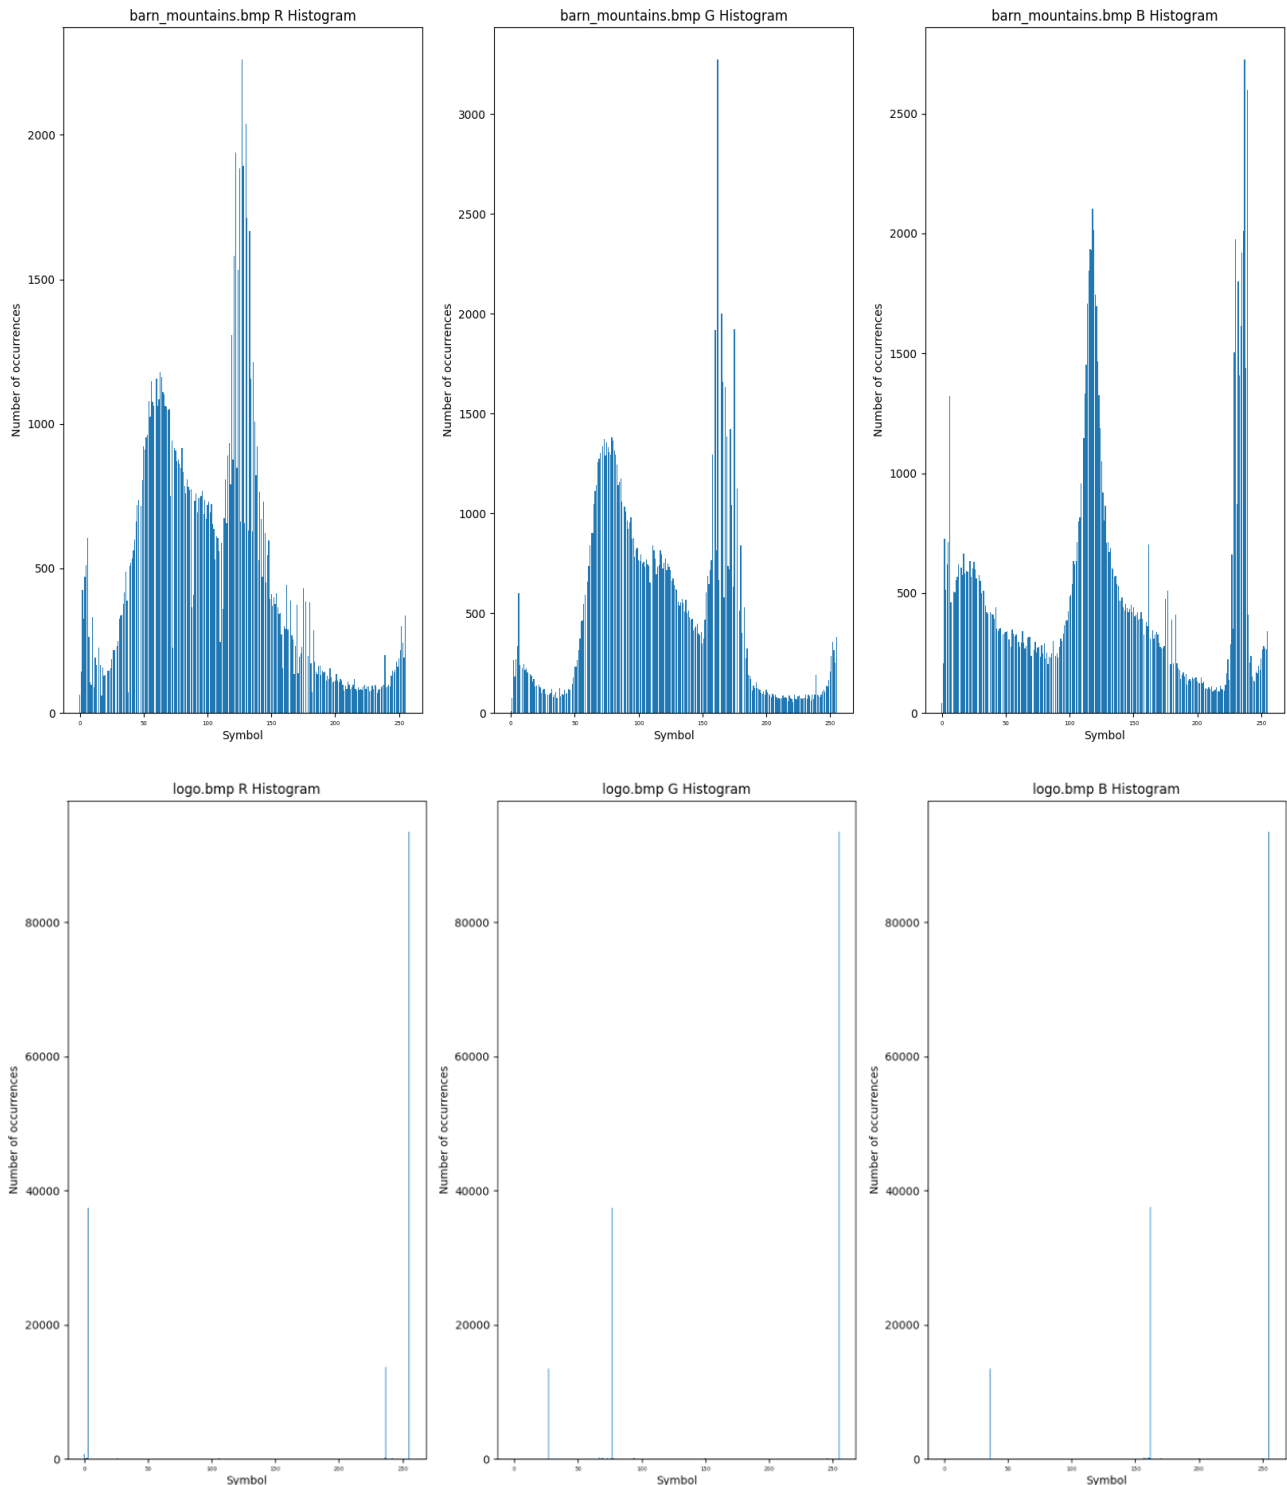 barn_mountains.bmp R Histogram
Number of occurrences
2000
1500
1000
500
0
0 50 100 150 200 250
Symbol
barn_mountains.bmp G Histogram
Number of occurrences
3000
2500
2000
1500
1000
500
0
0 50 100 150 200 250
Symbol
barn_mountains.bmp B Histogram
Number of occurrences
2500
2000
1500
1000
500
0
0 50 100 150 200 250
Symbol
logo.bmp R Histogram
Number of occurrences
80000
60000
40000
20000
0
0 50 100 150 200 250
Symbol
logo.bmp G Histogram
Number of occurrences
80000
60000
40000
20000
0
0 50 100 150 200 250
Symbol
logo.bmp B Histogram
Number of occurrences
80000
60000
40000
20000
0
0 50 100 150 200 250
Symbol